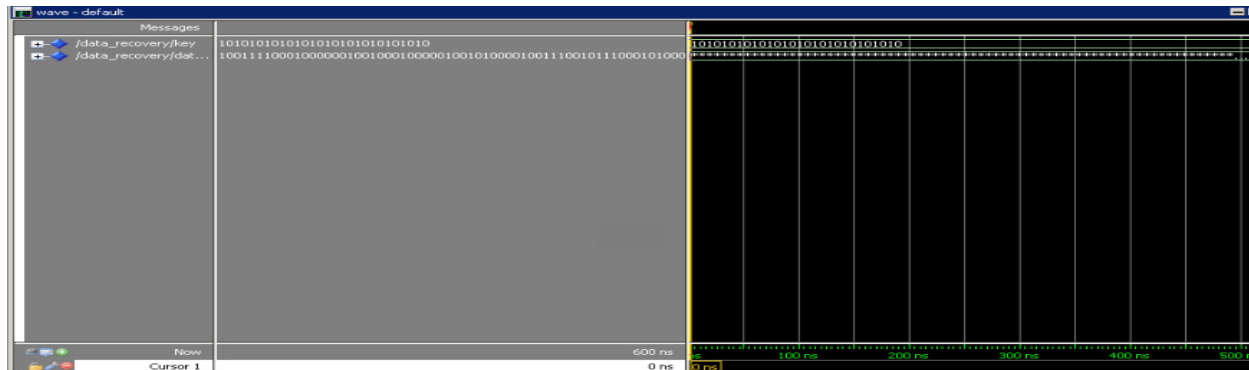 wave - default
Messages
/data_recovery/key 1010101010101010101010101010 1010101010101010101010101010
/data_recovery/dat...
Now 600 ns
100 ns 200 ns 300 ns 400 ns 500
Cursor 1 0 ns 0 ns